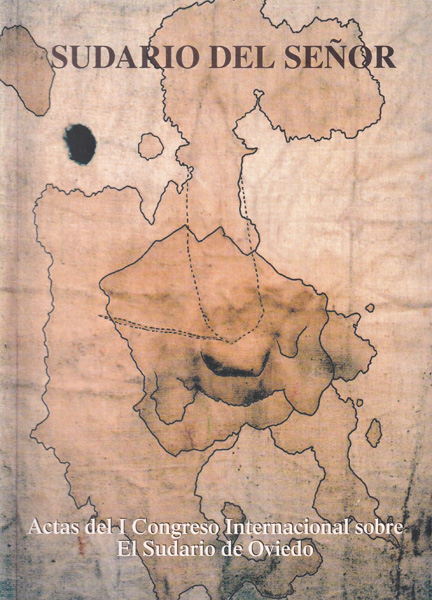 SUDARIO DEL SEÑOR
Actas del I Congreso Internacional sobre
El Sudario de Oviedo